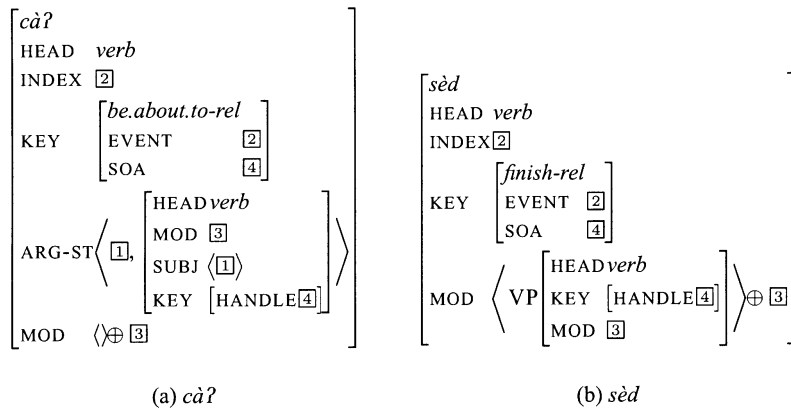 càʔ
HEAD verb
INDEX 2
KEY be.about.to-rel
EVENT 2
SOA 4
ARG-ST ⟨ 1, HEAD verb
MOD 3
SUBJ ⟨ 1 ⟩
KEY [HANDLE 4] ⟩
MOD ⟨⟩⊕ 3
(a) càʔ
sèd
HEAD verb
INDEX 2
KEY finish-rel
EVENT 2
SOA 4
MOD ⟨ VP HEAD verb
KEY [HANDLE 4]
MOD 3 ⟩ ⊕ 3
(b) sèd